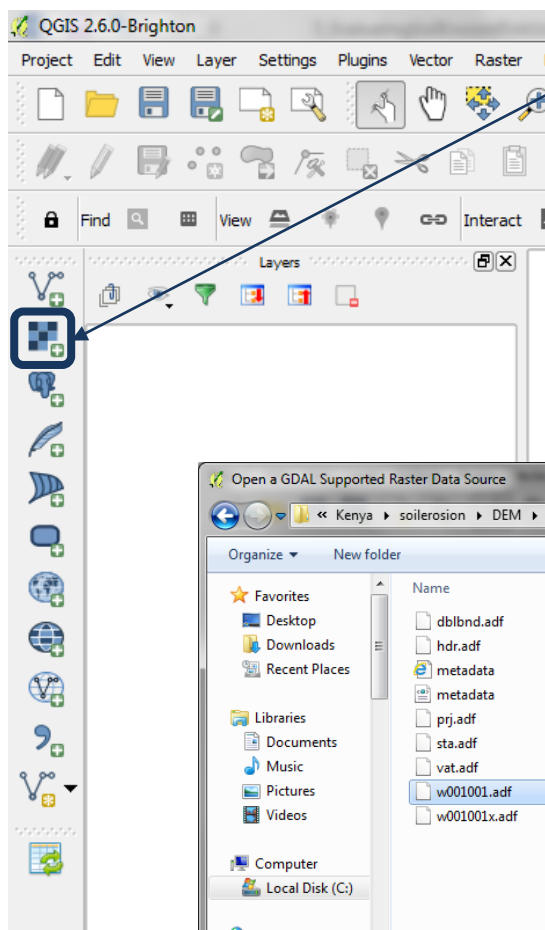 QGIS 2.6.0-Brighton
Project Edit View Layer Settings Plugins Vector Raster
Find View Interact
Layers
Open a GDAL Supported Raster Data Source
« Kenya ▸ soilerosion ▸ DEM ▸
Organize ▾ New folder
Favorites
Desktop
Downloads
Recent Places
Libraries
Documents
Music
Pictures
Videos
Computer
Local Disk (C:)
Name
dblbnd.adf
hdr.adf
metadata
metadata
prj.adf
sta.adf
vat.adf
w001001.adf
w001001x.adf